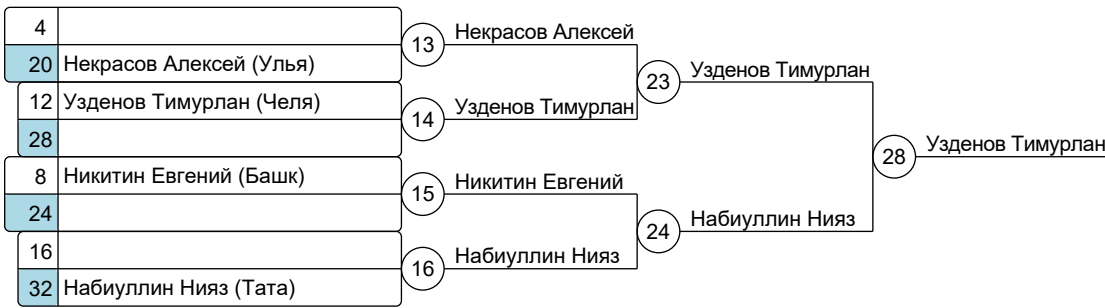 4
20 Некрасов Алексей (Улья)
12 Узденов Тимурлан (Челя)
28
8 Никитин Евгений (Башк)
24
16
32 Набиуллин Нияз (Тата)
13 Некрасов Алексей
14 Узденов Тимурлан
15 Никитин Евгений
16 Набиуллин Нияз
23 Узденов Тимурлан
24 Набиуллин Нияз
28 Узденов Тимурлан